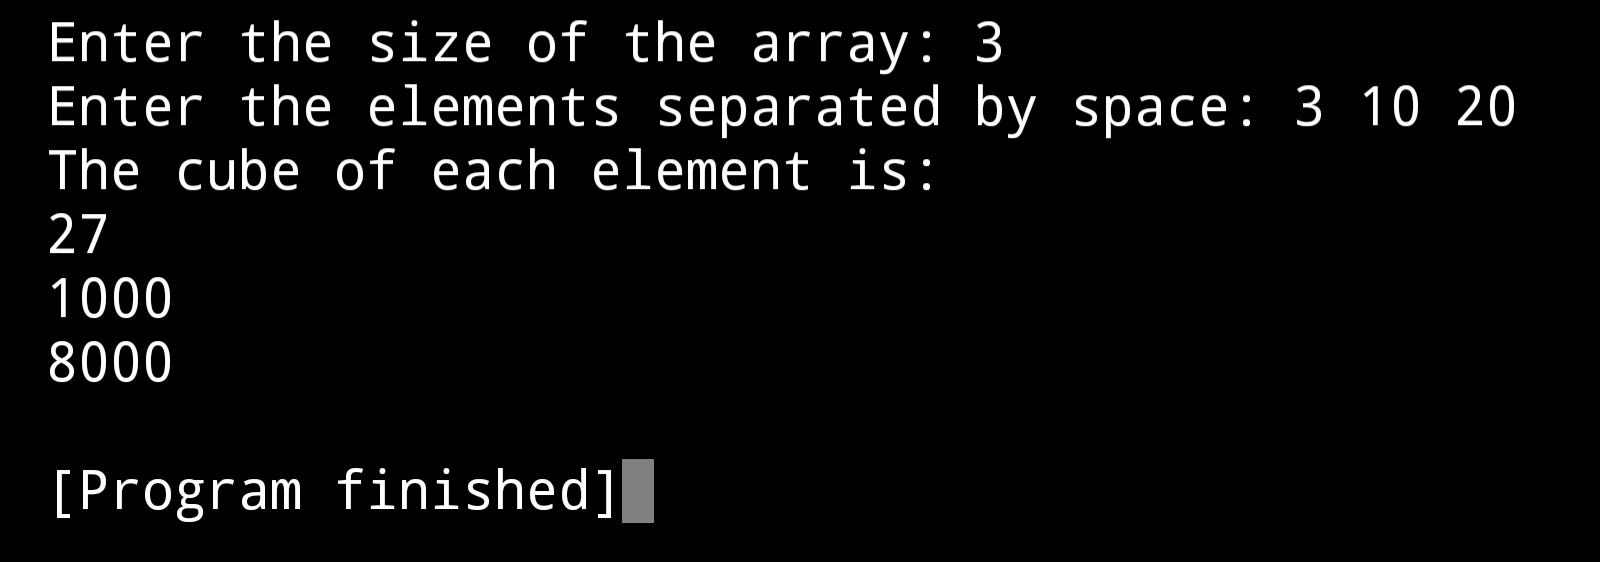 Enter the size of the array: 3
Enter the elements separated by space: 3 10 20
The cube of each element is:
27
1000
8000
[Program finished]